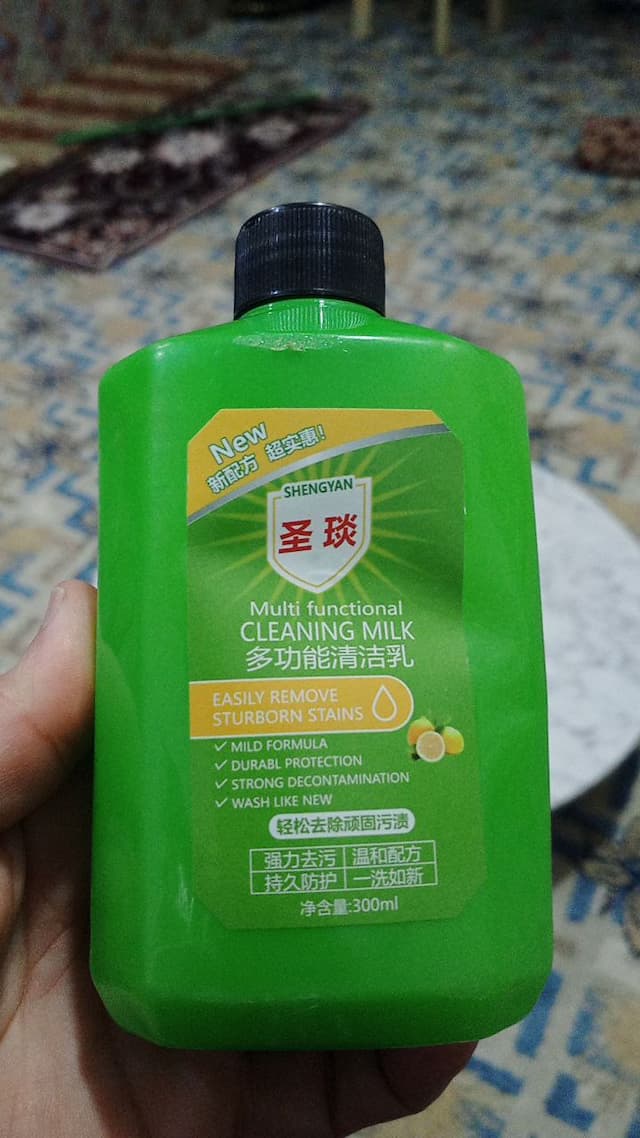 New
新配方 超实惠!
SHENGYAN
圣琰
Multi functional
CLEANING MILK
多功能清洁乳
EASILY REMOVE
STURBORN STAINS
MILD FORMULA
DURABL PROTECTION
STRONG DECONTAMINATION
WASH LIKE NEW
轻松去除顽固污渍
强力去污 温和配方
持久防护 一洗如新
净含量:300ml